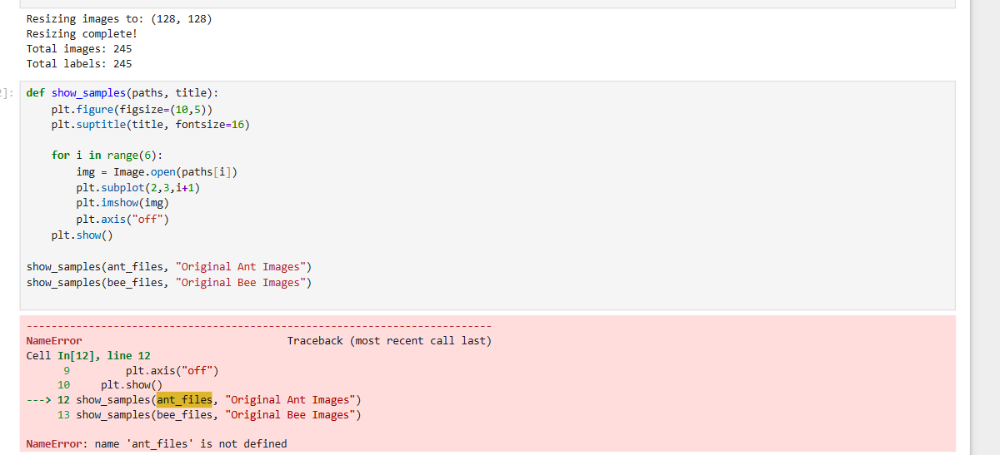 Resizing images to: (128, 128)
Resizing complete!
Total images: 245
Total labels: 245
]:
def show_samples(paths, title):
    plt.figure(figsize=(10,5))
    plt.suptitle(title, fontsize=16)
    for i in range(6):
        img = Image.open(paths[i])
        plt.subplot(2,3,i+1)
        plt.imshow(img)
        plt.axis("off")
    plt.show()
show_samples(ant_files, "Original Ant Images")
show_samples(bee_files, "Original Bee Images")
---------------------------------------------------------------------------
NameError                                 Traceback (most recent call last)
Cell In[12], line 12
      9         plt.axis("off")
     10     plt.show()
---> 12 show_samples(ant_files, "Original Ant Images")
     13 show_samples(bee_files, "Original Bee Images")
NameError: name 'ant_files' is not defined